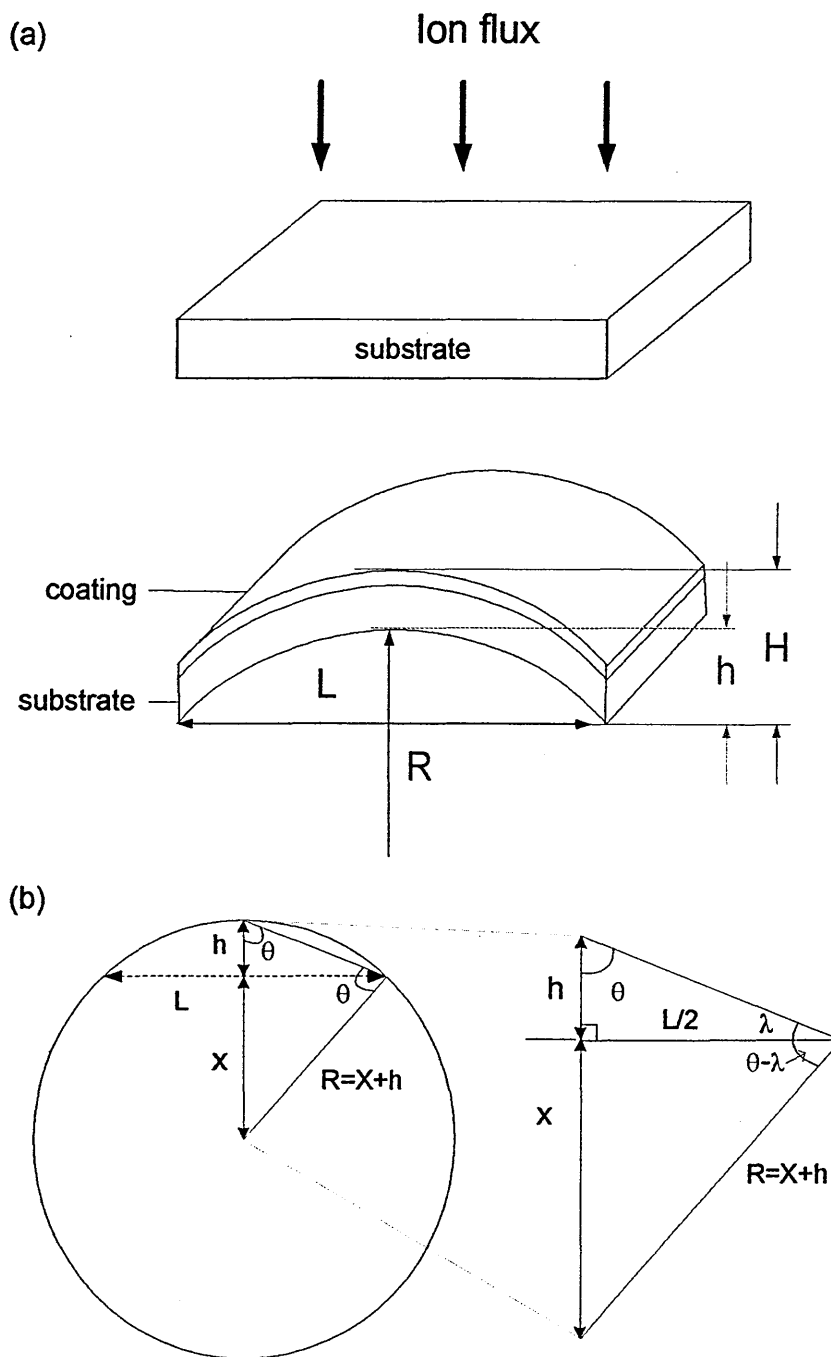 (a)
Ion flux
substrate
coating
substrate
L
R
h
H
(b)
h
θ
L
θ
x
R=X+h
h
θ
L/2
λ
θ-λ
x
R=X+h